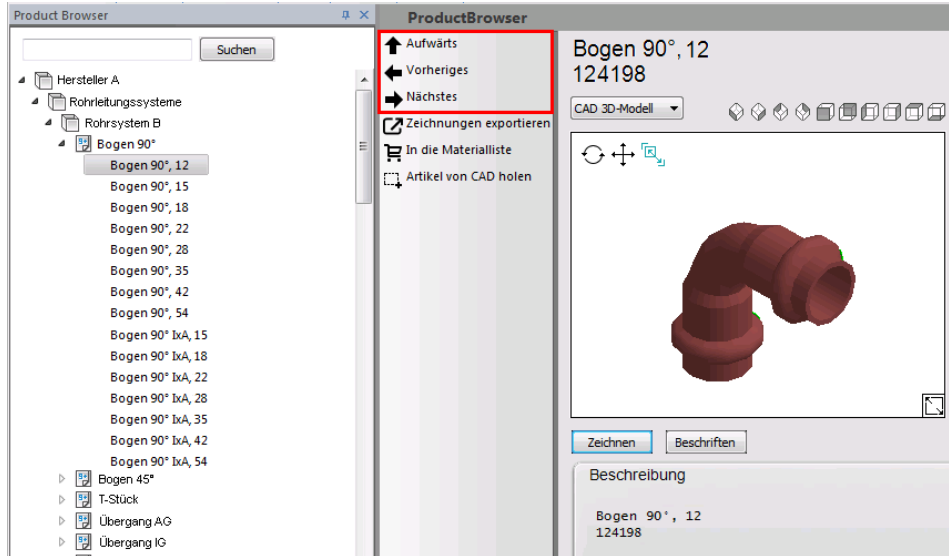 Product Browser
Suchen
Hersteller A
Rohrleitungssysteme
Rohrsystem B
Bogen 90°
Bogen 90°, 12
Bogen 90°, 15
Bogen 90°, 18
Bogen 90°, 22
Bogen 90°, 28
Bogen 90°, 35
Bogen 90°, 42
Bogen 90°, 54
Bogen 90° IxA, 15
Bogen 90° IxA, 18
Bogen 90° IxA, 22
Bogen 90° IxA, 28
Bogen 90° IxA, 35
Bogen 90° IxA, 42
Bogen 90° IxA, 54
Bogen 45°
T-Stück
Übergang AG
Übergang IG
ProductBrowser
Aufwärts
Vorheriges
Nächstes
Zeichnungen exportieren
In die Materialliste
Artikel von CAD holen
Bogen 90°, 12
124198
CAD 3D-Modell
Zeichnen
Beschriften
Beschreibung
Bogen 90°, 12
124198